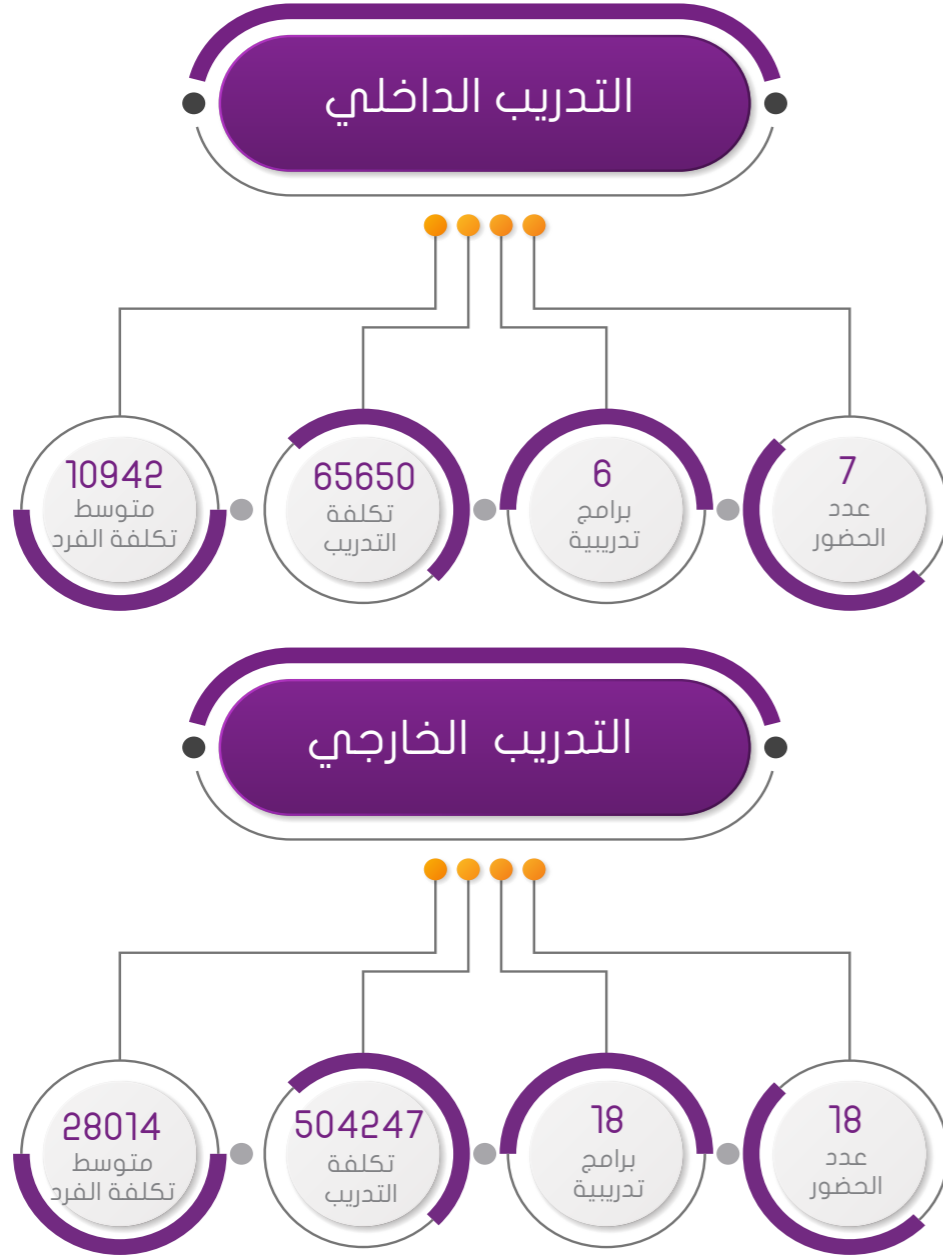 التدريب الداخلي
7
عدد
الحضور
6
برامج
تدريبية
65650
تكلفة
التدريب
10942
متوسط
تكلفة الفرد
التدريب الخارجي
18
عدد
الحضور
18
برامج
تدريبية
504247
تكلفة
التدريب
28014
متوسط
تكلفة الفرد